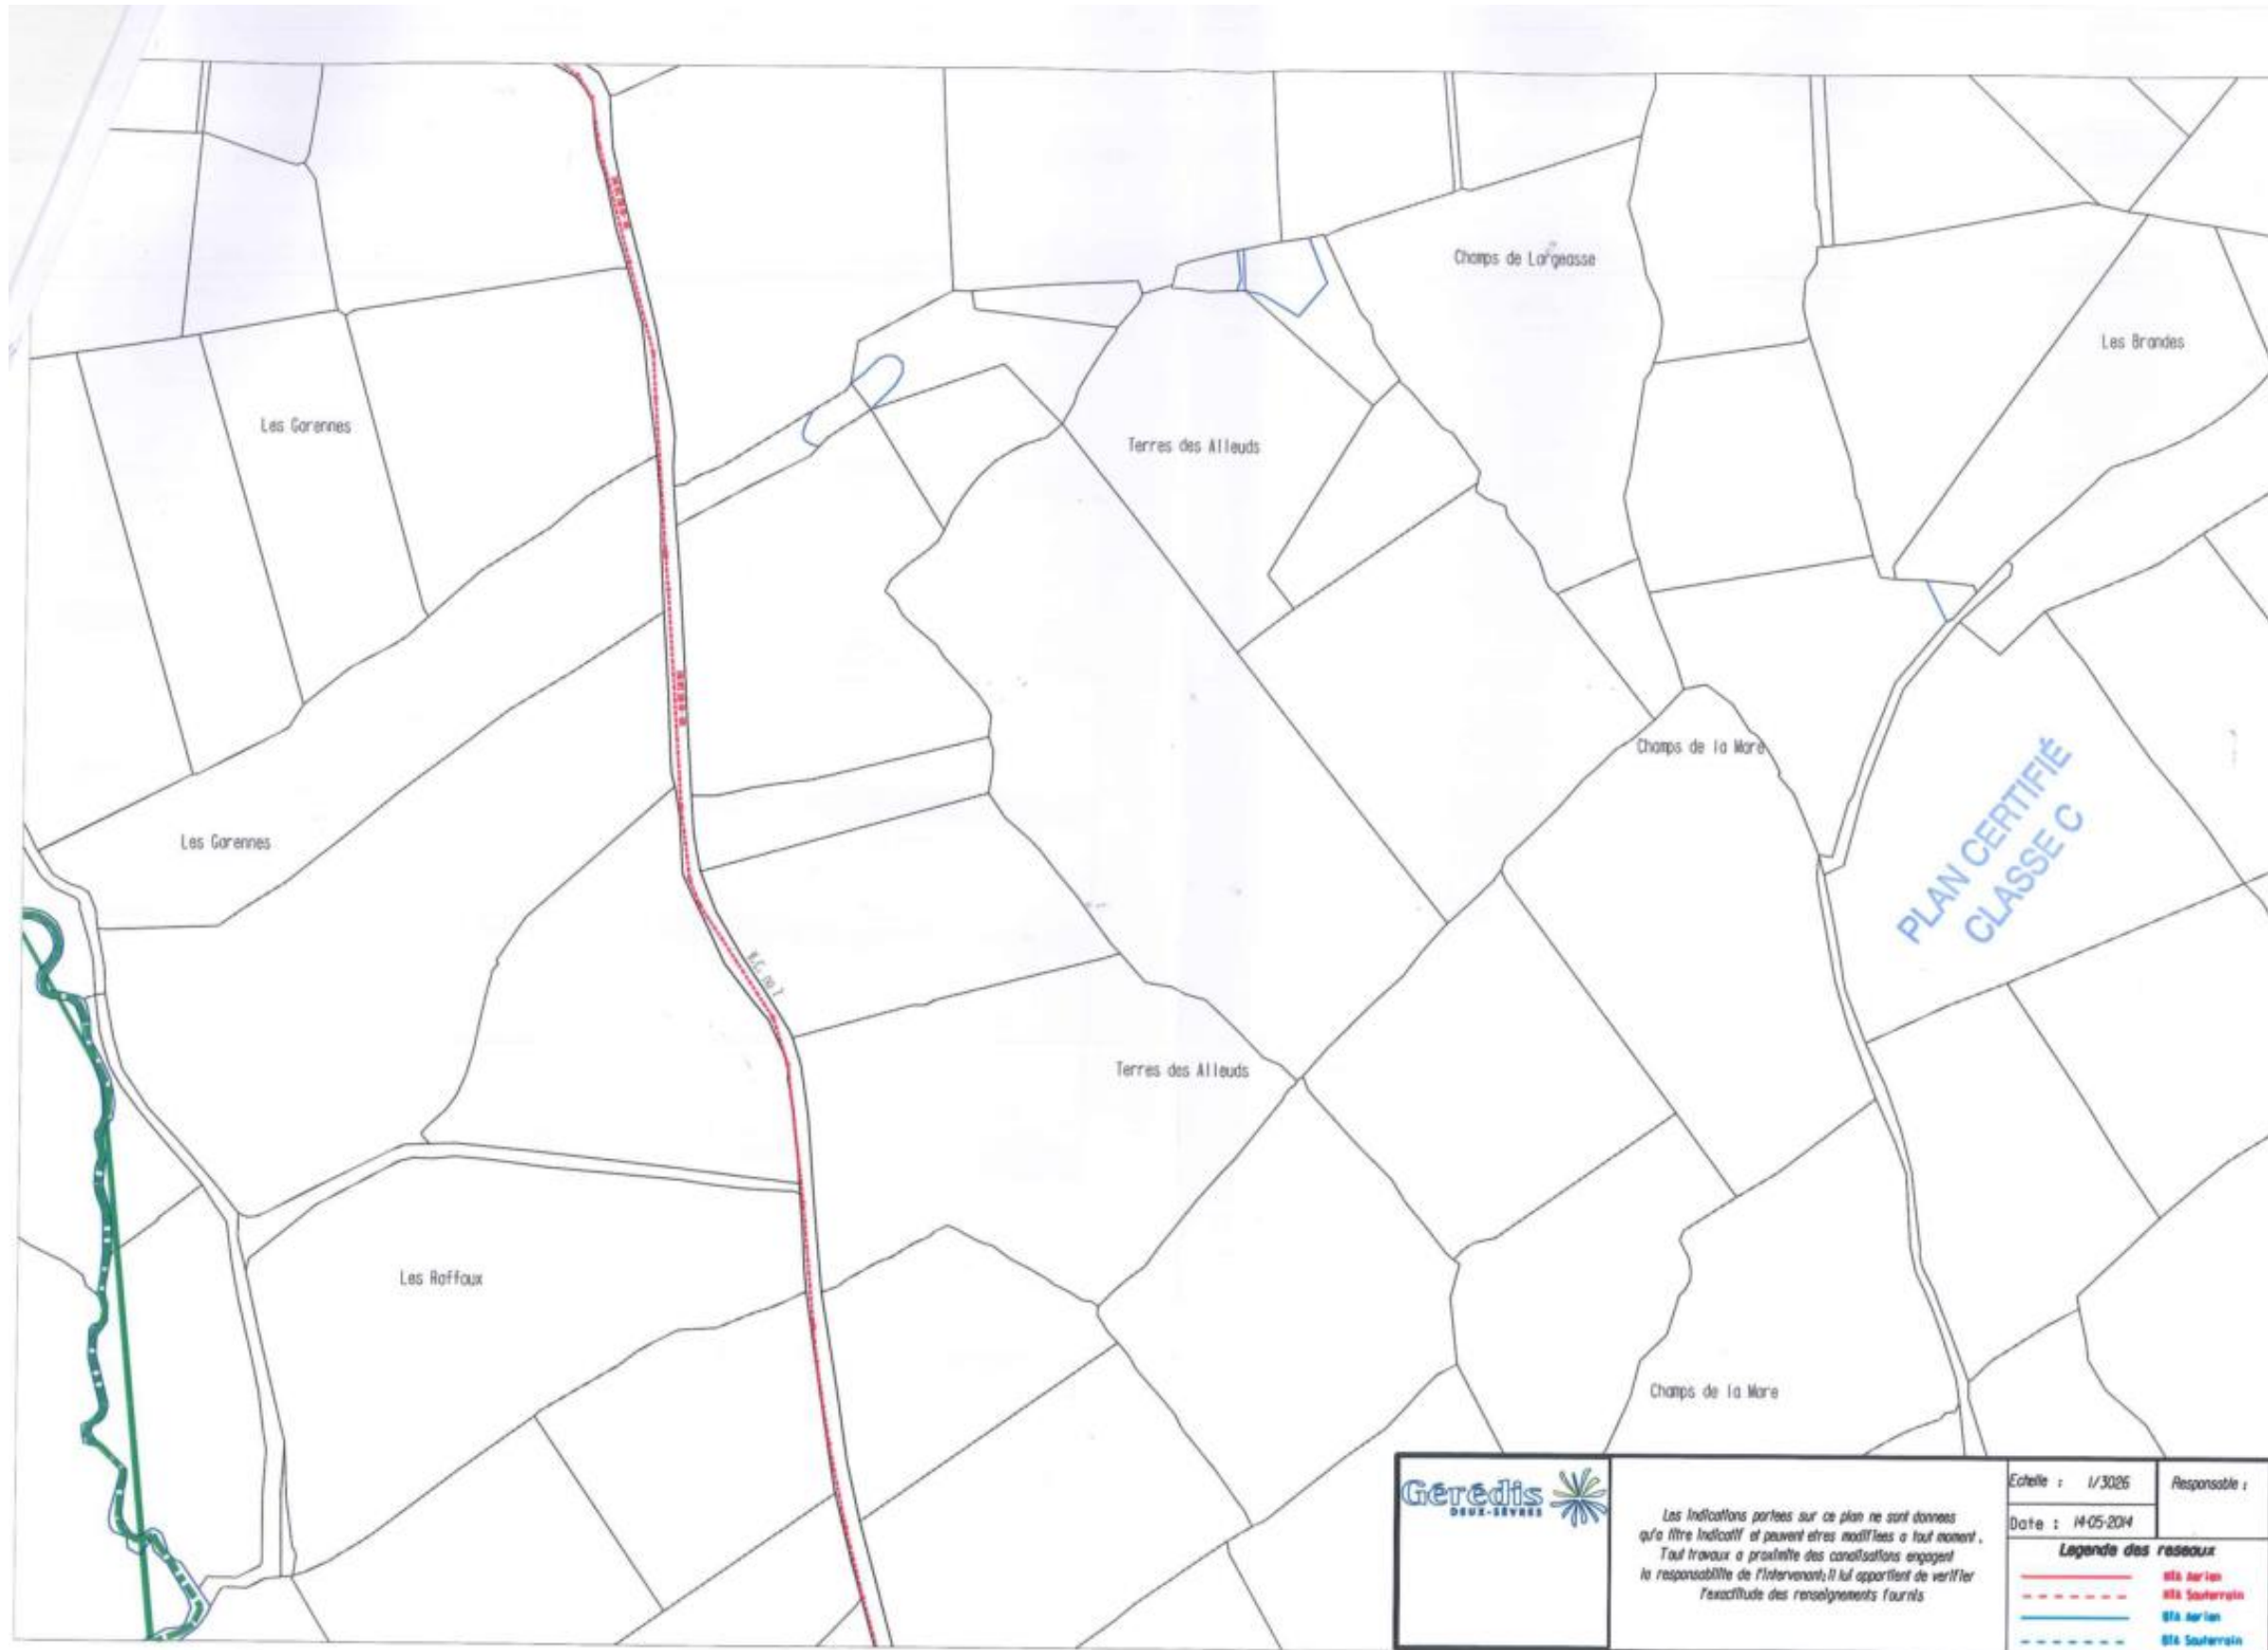 Champs de Largeasse
Les Brandes
Les Garennes
Terres des Alleuds
Champs de la Mare
PLAN CERTIFIÉ
CLASSE C
Les Garennes
Terres des Alleuds
Les Raffoux
Champs de la Mare
Gérédis
DEUX-SÈVRES
Les indications portees sur ce plan ne sont donnees
qu'a titre indicatif et peuvent etres modifiees a tout moment .
Tout travaux a proximite des canalisations engagent
la responsabilite de l'intervenant; il lui appartient de verifier
l'exactitude des renseignements fournis
Echelle : 1/3026
Responsable :
Date : 14-05-2014
Legende des reseaux
HTA Aerien
HTA Souterrain
BTA Aerien
BTA Souterrain